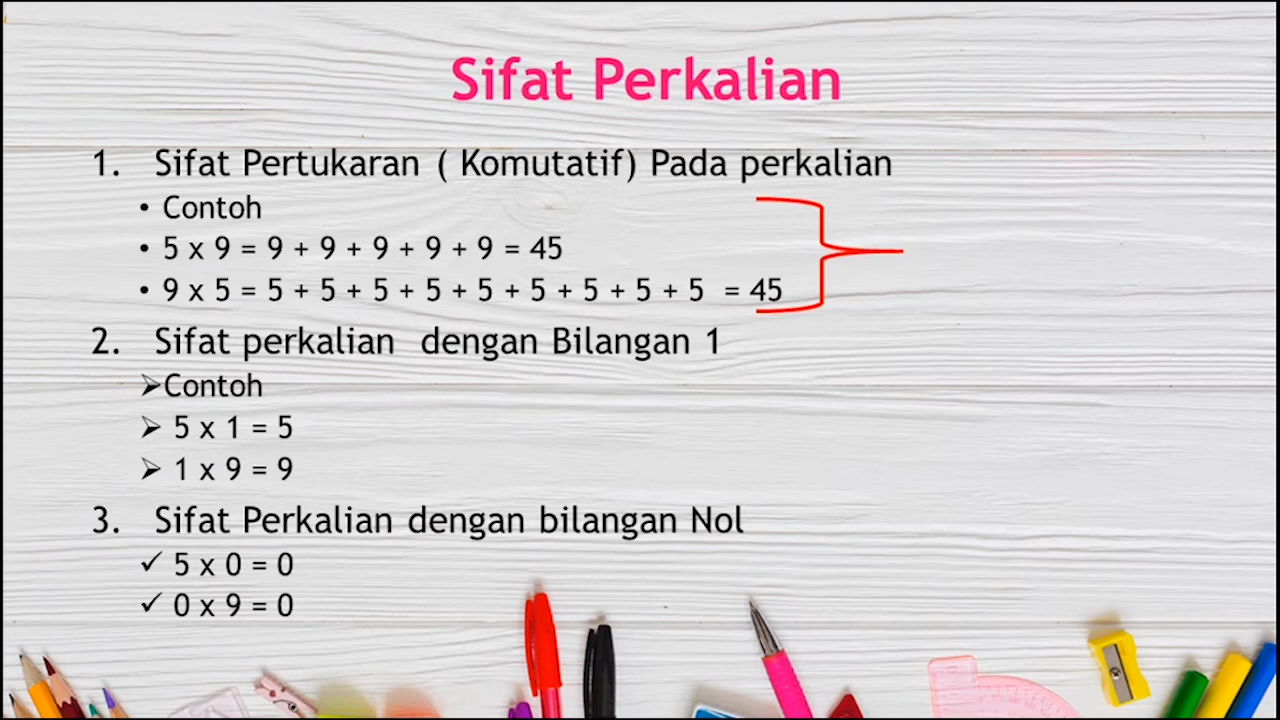 Sifat Perkalian
1. Sifat Pertukaran ( Komutatif) Pada perkalian
• Contoh
• 5 x 9 = 9 + 9 + 9 + 9 + 9 = 45
• 9 x 5 = 5 + 5 + 5 + 5 + 5 + 5 + 5 + 5 + 5 = 45
2. Sifat perkalian dengan Bilangan 1
➢Contoh
➢ 5 x 1 = 5
➢ 1 x 9 = 9
3. Sifat Perkalian dengan bilangan Nol
✓ 5 x 0 = 0
✓ 0 x 9 = 0